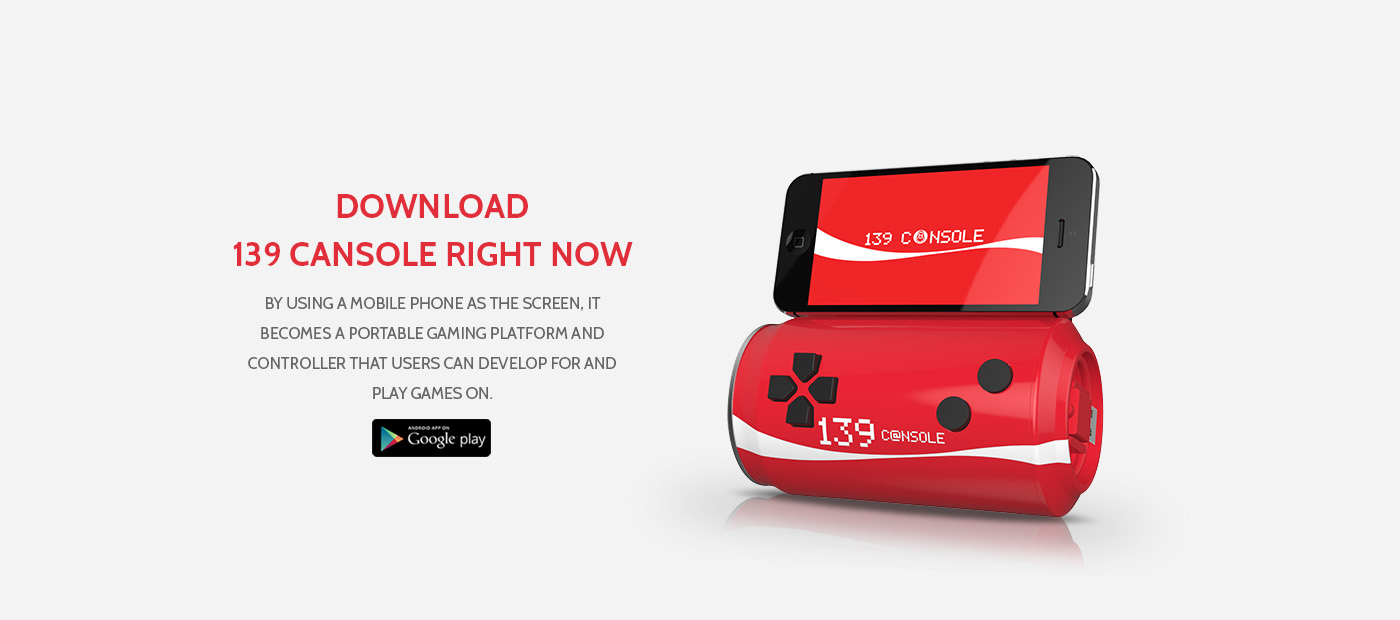 DOWNLOAD
139 CANSOLE RIGHT NOW
BY USING A MOBILE PHONE AS THE SCREEN, IT
BECOMES A PORTABLE GAMING PLATFORM AND
CONTROLLER THAT USERS CAN DEVELOP FOR AND
PLAY GAMES ON.
ANDROID APP ON
Google play
139 C@NSOLE
139 C@NSOLE